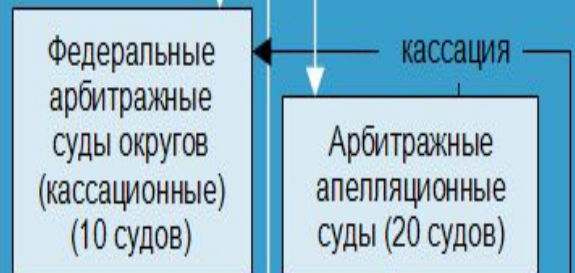 Федеральные
арбитражные
суды округов
(кассационные)
(10 судов)
кассация
Арбитражные
апелляционные
суды (20 судов)